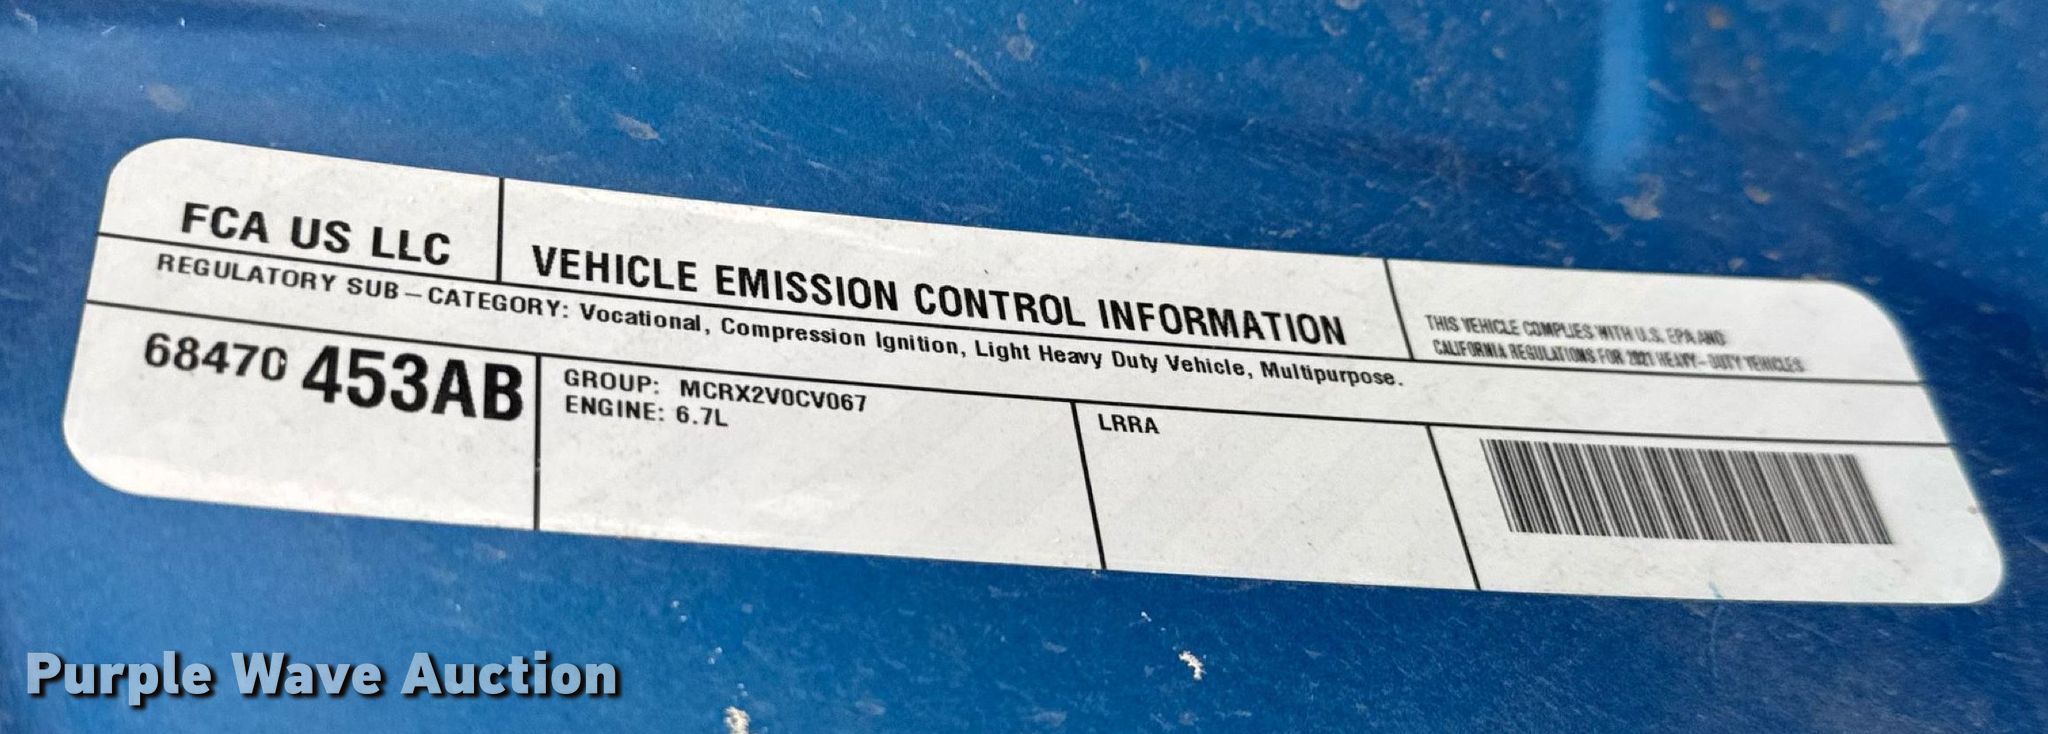 FCA US LLC
VEHICLE EMISSION CONTROL INFORMATION
THIS VEHICLE COMPLIES WITH U.S. EPA AND
CALIFORNIA REGULATIONS FOR 2021 HEAVY-DUTY VEHICLES
REGULATORY SUB-CATEGORY: Vocational, Compression Ignition, Light Heavy Duty Vehicle, Multipurpose.
68470 453AB
GROUP: MCRX2V0CV067
ENGINE: 6.7L
LRRA
Purple Wave Auction